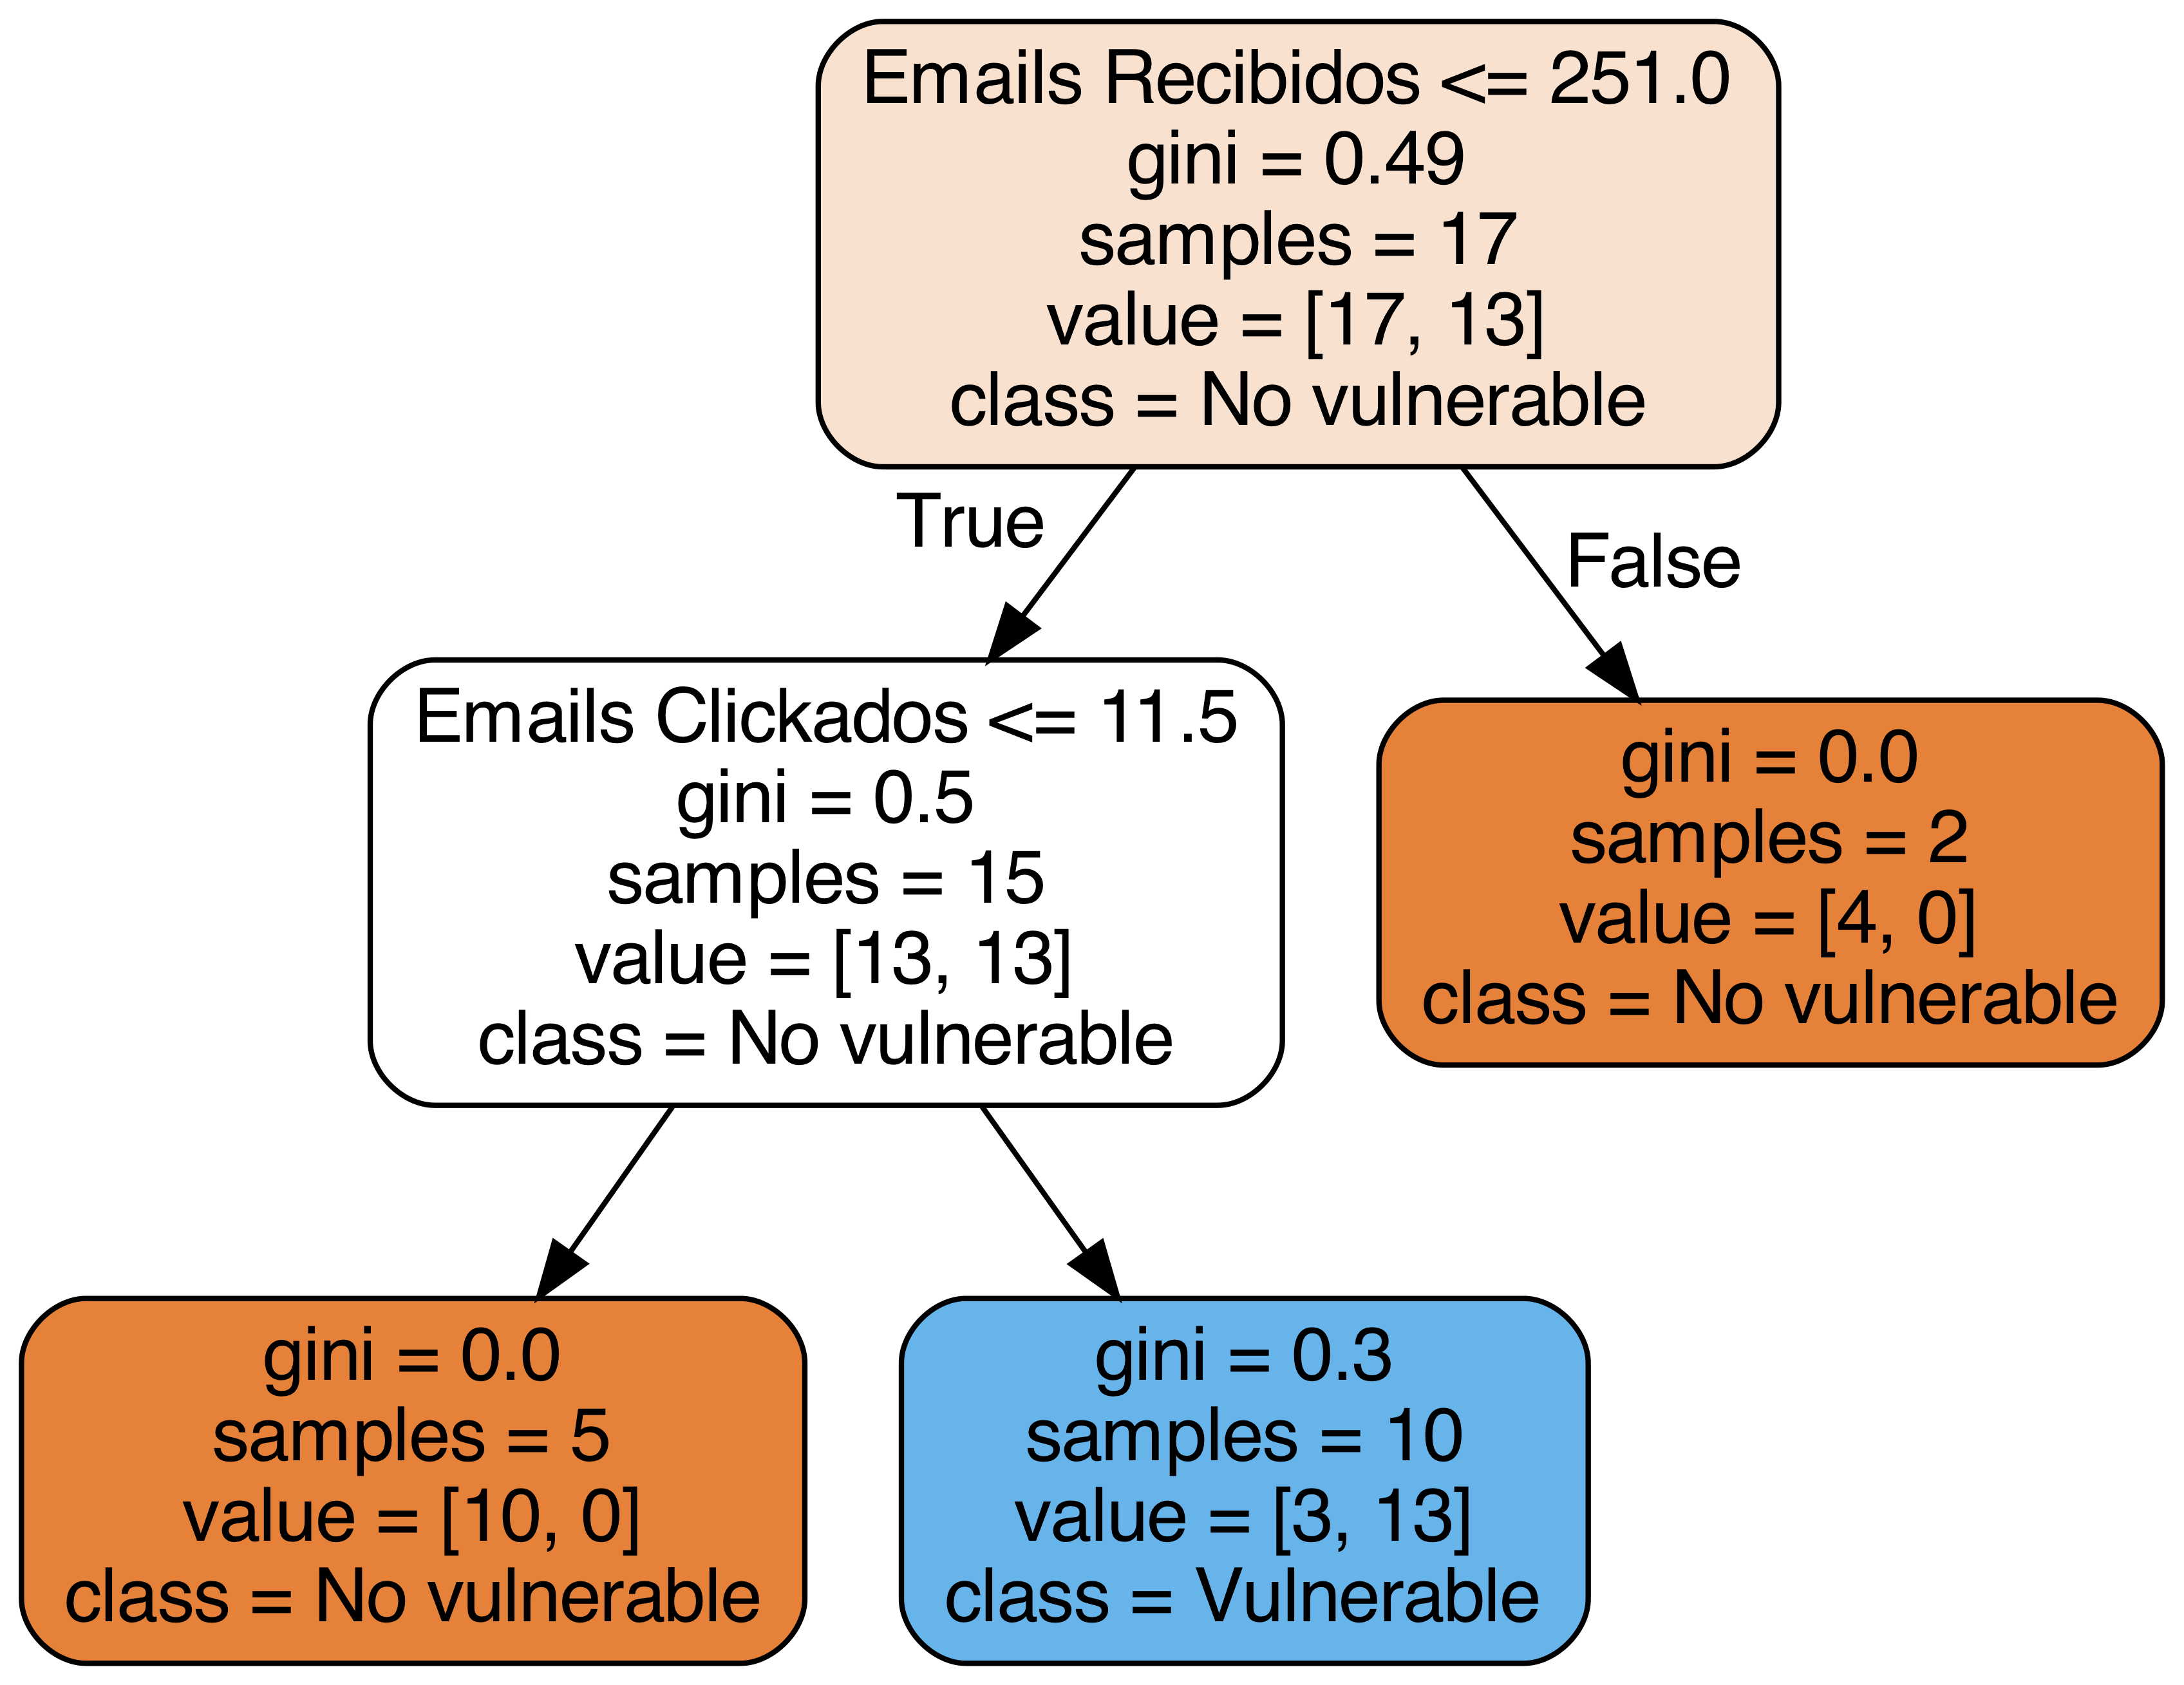 Emails Recibidos <= 251.0
gini = 0.49
samples = 17
value = [17, 13]
class = No vulnerable
True
False
Emails Clickados <= 11.5
gini = 0.5
samples = 15
value = [13, 13]
class = No vulnerable
gini = 0.0
samples = 2
value = [4, 0]
class = No vulnerable
gini = 0.0
samples = 5
value = [10, 0]
class = No vulnerable
gini = 0.3
samples = 10
value = [3, 13]
class = Vulnerable